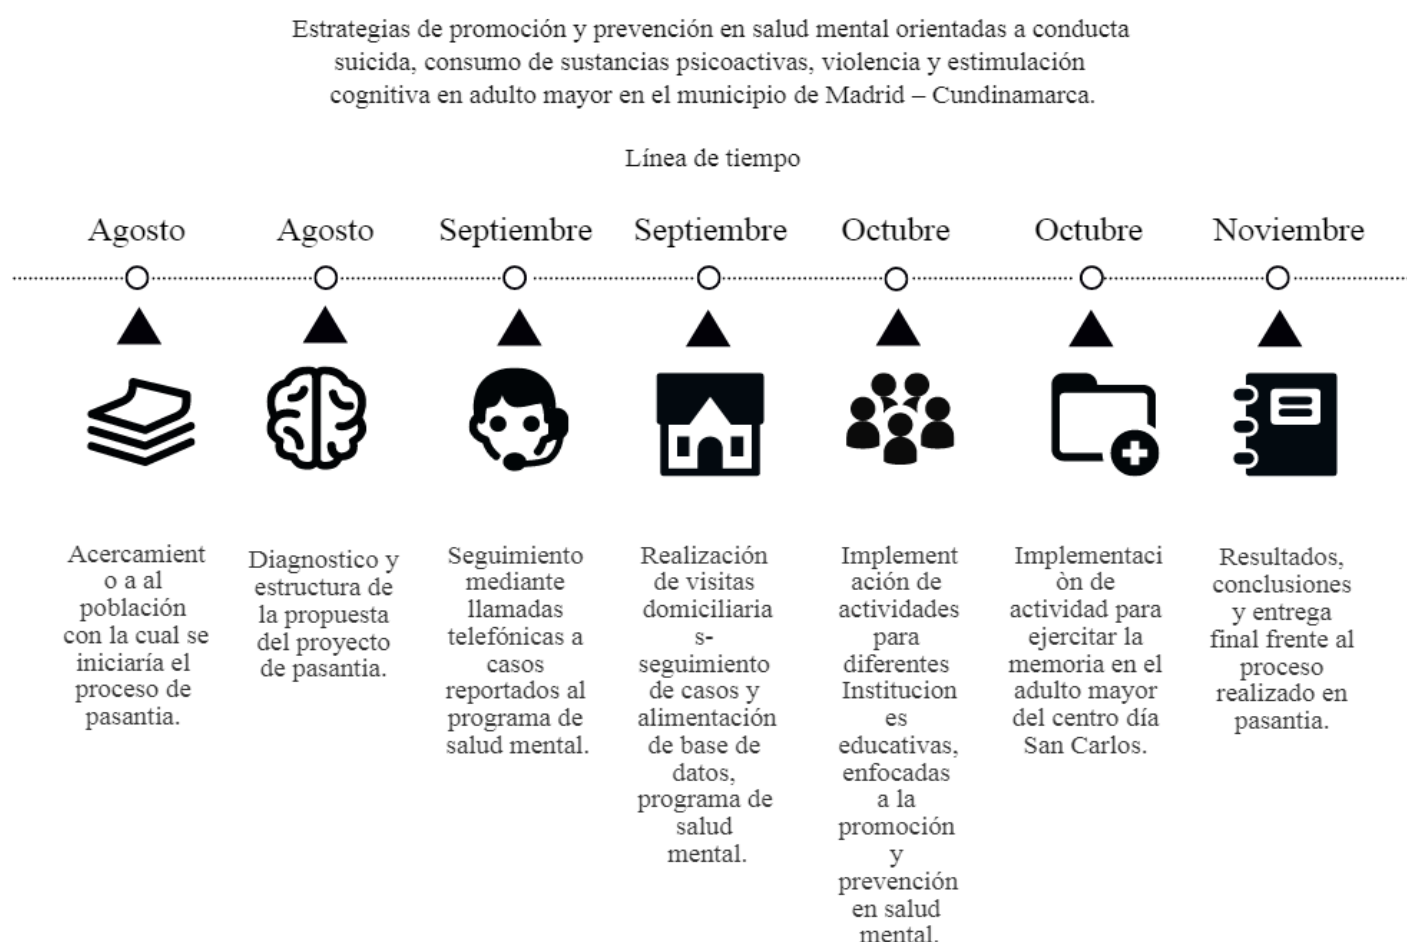 Estrategias de promoción y prevención en salud mental orientadas a conducta
suicida, consumo de sustancias psicoactivas, violencia y estimulación
cognitiva en adulto mayor en el municipio de Madrid – Cundinamarca.
Línea de tiempo
Agosto
Agosto
Septiembre
Septiembre
Octubre
Octubre
Noviembre
Acercamient
o a al
población
con la cual se
iniciaría el
proceso de
pasantia.
Diagnostico y
estructura de
la propuesta
del proyecto
de pasantia.
Seguimiento
mediante
llamadas
telefónicas a
casos
reportados al
programa de
salud mental.
Realización
de visitas
domiciliaria
s-
seguimiento
de casos y
alimentación
de base de
datos,
programa de
salud
mental.
Implement
ación de
actividades
para
diferentes
Institucion
es
educativas,
enfocadas
a la
promoción
y
prevención
en salud
mental.
Implementaci
òn de
actividad para
ejercitar la
memoria en el
adulto mayor
del centro día
San Carlos.
Resultados,
conclusiones
y entrega
final frente al
proceso
realizado en
pasantia.